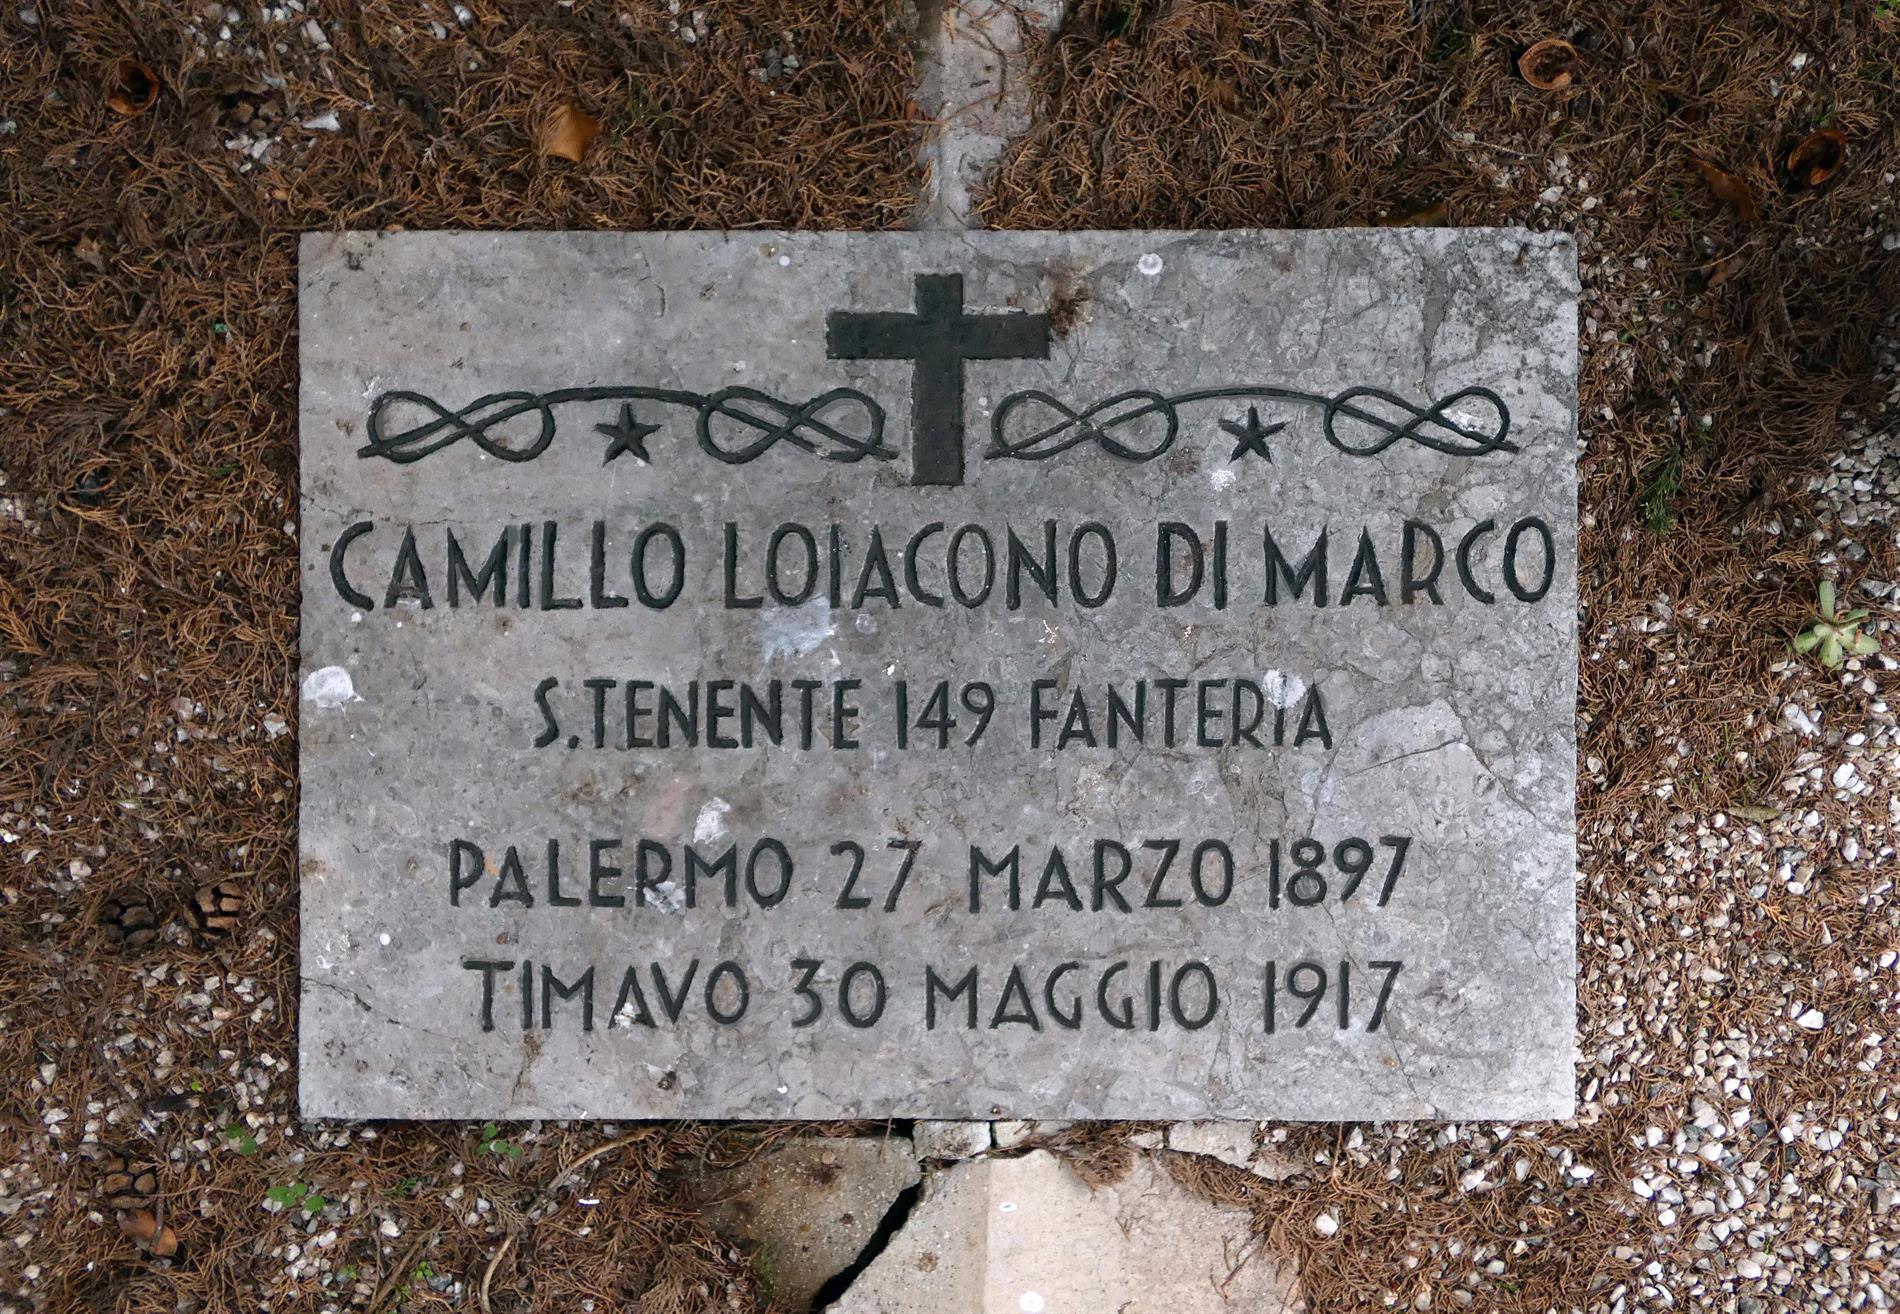 CAMILLO LOIACONO DI MARCO
S.TENENTE 149 FANTERIA
PALERMO 27 MARZO 1897
TIMAVO 30 MAGGIO 1917